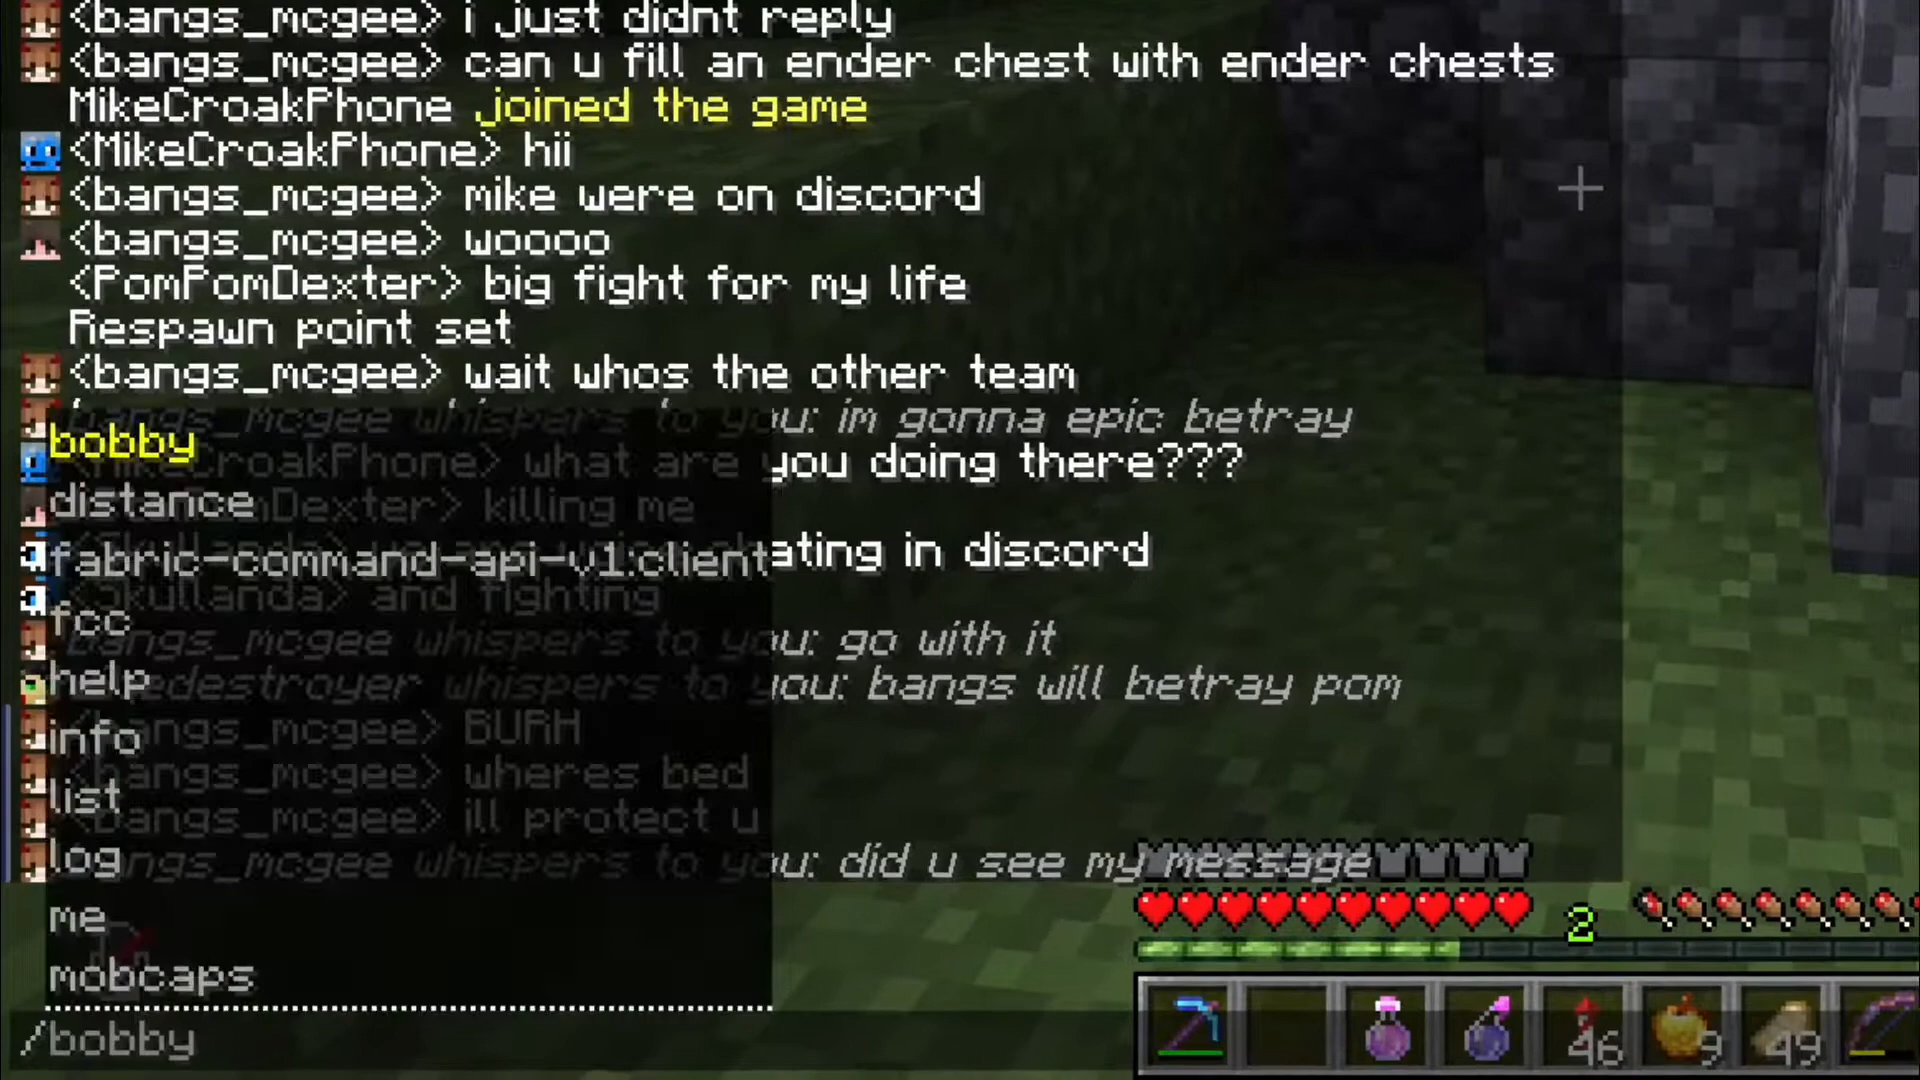 <bangs_mcgee> i just didnt reply
<bangs_mcgee> can u fill an ender chest with ender chests
MikeCroakPhone joined the game
<MikeCroakPhone> hii
<bangs_mcgee> mike were on discord
<bangs_mcgee> woooo
<PomPomDexter> big fight for my life
Respawn point set
<bangs_mcgee> wait whos the other team
bangs_mcgee whispers to you: im gonna epic betray
bobby
<MikeCroakPhone> what are you doing there???
distance
Dexter> killing me
fabric-command-api-v1:client
ating in discord
<Skullanda> and fighting
fcc
bangs_mcgee whispers to you: go with it
help
edestroyer whispers to you: bangs will betray pom
info
<bangs_mcgee> BURH
<bangs_mcgee> wheres bed
list
<bangs_mcgee> ill protect u
log
bangs_mcgee whispers to you: did u see my message
me
2
mobcaps
/bobby
46
9
49